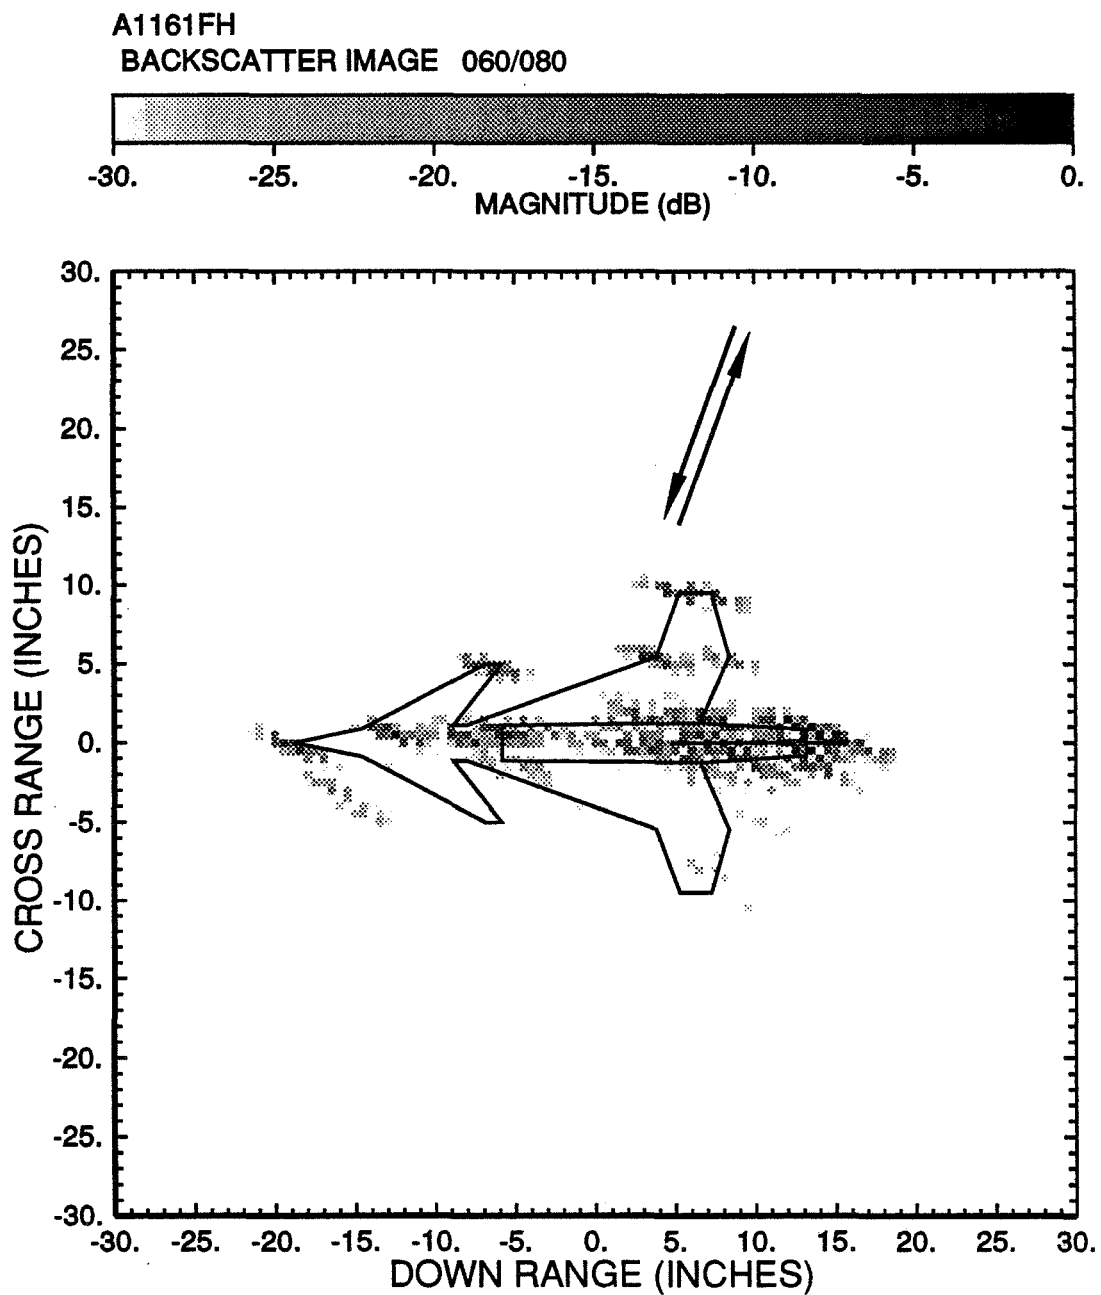 A1161FH
BACKSCATTER IMAGE 060/080
-30. -25. -20. -15. -10. -5. 0.
MAGNITUDE (dB)
30.
25.
20.
15.
10.
5.
0.
-5.
-10.
-15.
-20.
-25.
-30.
CROSS RANGE (INCHES)
-30. -25. -20. -15. -10. -5. 0. 5. 10. 15. 20. 25. 30.
DOWN RANGE (INCHES)